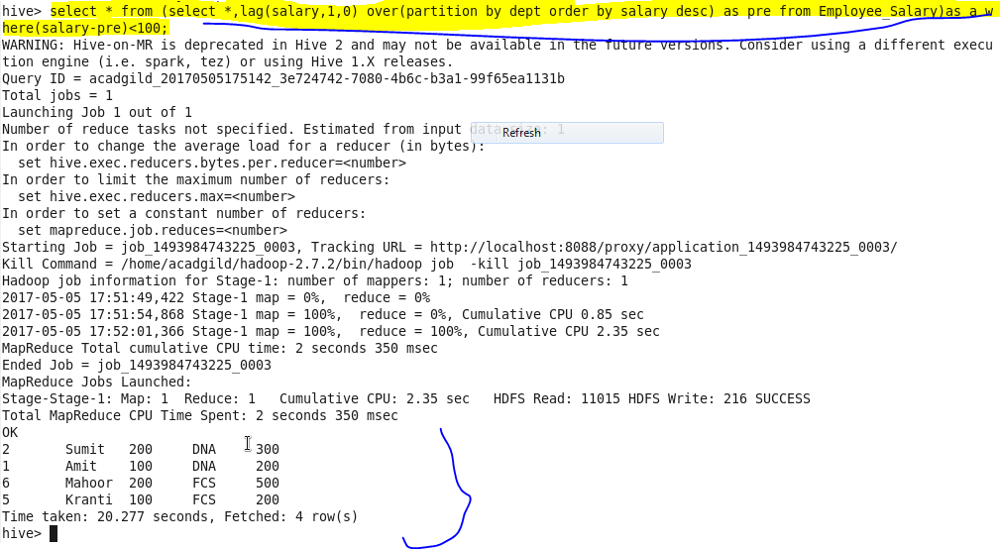 hive> select * from (select *,lag(salary,1,0) over(partition by dept order by salary desc) as pre from Employee_Salary)as a w
here(salary-pre)<100;
WARNING: Hive-on-MR is deprecated in Hive 2 and may not be available in the future versions. Consider using a different execu
tion engine (i.e. spark, tez) or using Hive 1.X releases.
Query ID = acadgild_20170505175142_3e724742-7080-4b6c-b3a1-99f65ea1131b
Total jobs = 1
Launching Job 1 out of 1
Number of reduce tasks not specified. Estimated from input data size: 1
Refresh
In order to change the average load for a reducer (in bytes):
  set hive.exec.reducers.bytes.per.reducer=<number>
In order to limit the maximum number of reducers:
  set hive.exec.reducers.max=<number>
In order to set a constant number of reducers:
  set mapreduce.job.reduces=<number>
Starting Job = job_1493984743225_0003, Tracking URL = http://localhost:8088/proxy/application_1493984743225_0003/
Kill Command = /home/acadgild/hadoop-2.7.2/bin/hadoop job  -kill job_1493984743225_0003
Hadoop job information for Stage-1: number of mappers: 1; number of reducers: 1
2017-05-05 17:51:49,422 Stage-1 map = 0%,  reduce = 0%
2017-05-05 17:51:54,868 Stage-1 map = 100%,  reduce = 0%, Cumulative CPU 0.85 sec
2017-05-05 17:52:01,366 Stage-1 map = 100%,  reduce = 100%, Cumulative CPU 2.35 sec
MapReduce Total cumulative CPU time: 2 seconds 350 msec
Ended Job = job_1493984743225_0003
MapReduce Jobs Launched:
Stage-Stage-1: Map: 1  Reduce: 1   Cumulative CPU: 2.35 sec   HDFS Read: 11015 HDFS Write: 216 SUCCESS
Total MapReduce CPU Time Spent: 2 seconds 350 msec
OK
2       Sumit   200     DNA     300
1       Amit    100     DNA     200
6       Mahoor  200     FCS     500
5       Kranti  100     FCS     200
Time taken: 20.277 seconds, Fetched: 4 row(s)
hive>